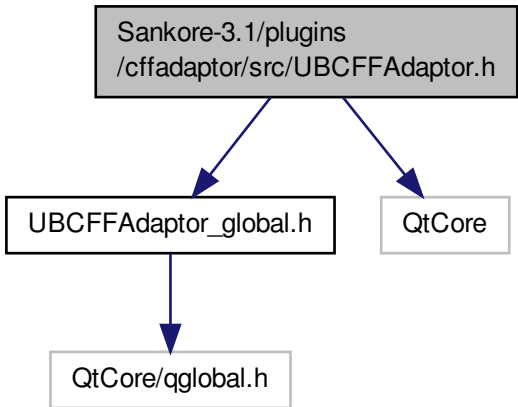 Sankore-3.1/plugins
/cffadaptor/src/UBCFFAdaptor.h
UBCFFAdaptor_global.h
QtCore
QtCore/qglobal.h